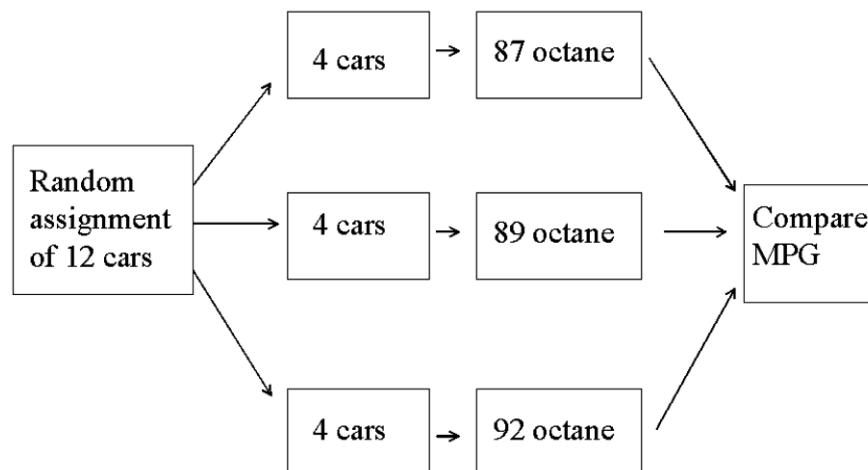 Random
assignment
of 12 cars
4 cars
87 octane
4 cars
89 octane
4 cars
92 octane
Compare
MPG